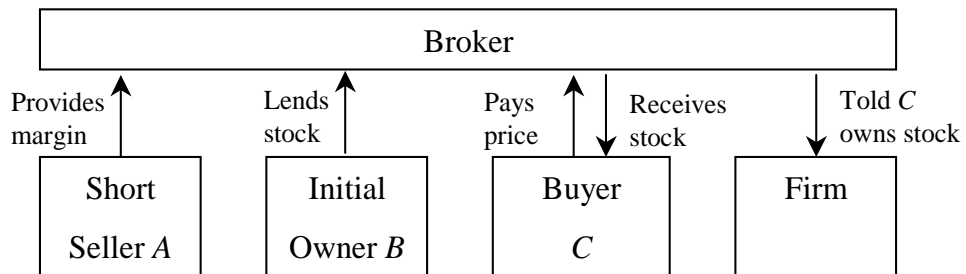 Broker
Provides
margin
Lends
stock
Pays
price
Receives
stock
Told C
owns stock
Short
Seller A
Initial
Owner B
Buyer
C
Firm